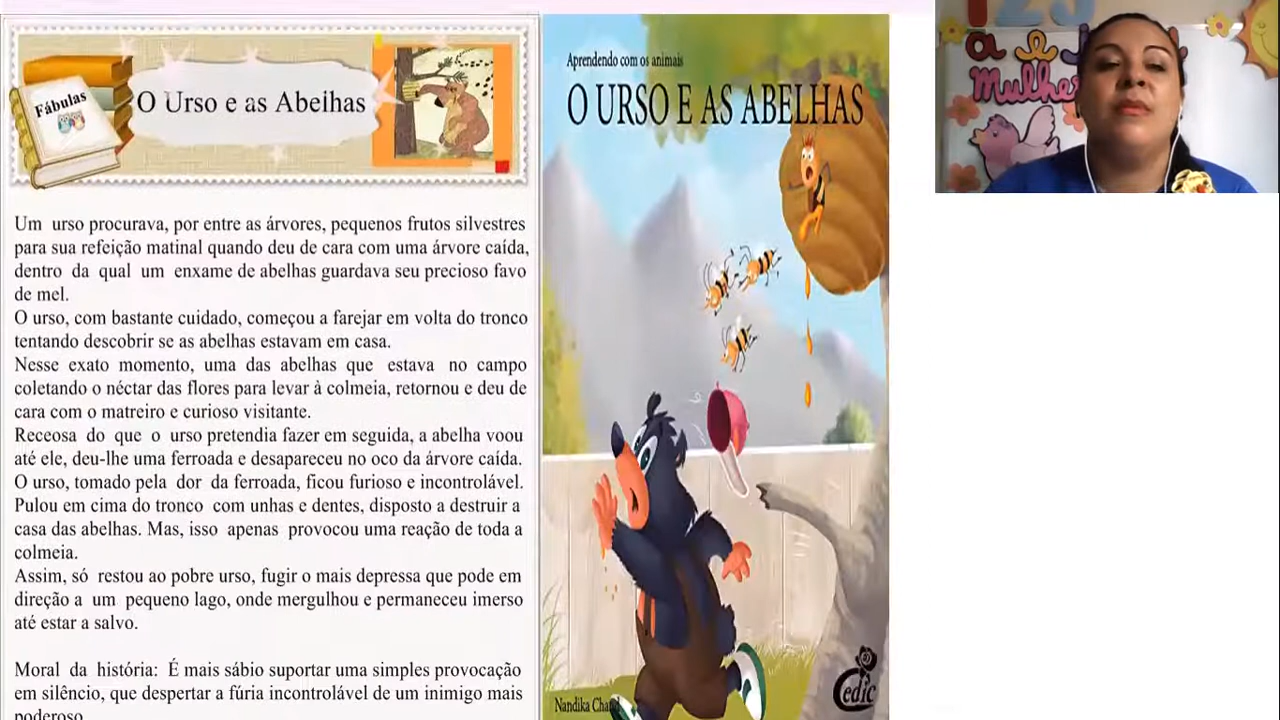 Fábulas
O Urso e as Abelhas
Um urso procurava, por entre as árvores, pequenos frutos silvestres
para sua refeição matinal quando deu de cara com uma árvore caída,
dentro da qual um enxame de abelhas guardava seu precioso favo
de mel.
O urso, com bastante cuidado, começou a farejar em volta do tronco
tentando descobrir se as abelhas estavam em casa.
Nesse exato momento, uma das abelhas que estava no campo
coletando o néctar das flores para levar à colmeia, retornou e deu de
cara com o matreiro e curioso visitante.
Receosa do que o urso pretendia fazer em seguida, a abelha voou
até ele, deu-lhe uma ferroada e desapareceu no oco da árvore caída.
O urso, tomado pela dor da ferroada, ficou furioso e incontrolável.
Pulou em cima do tronco com unhas e dentes, disposto a destruir a
casa das abelhas. Mas, isso apenas provocou uma reação de toda a
colmeia.
Assim, só restou ao pobre urso, fugir o mais depressa que pode em
direção a um pequeno lago, onde mergulhou e permaneceu imerso
até estar a salvo.
Moral da história: É mais sábio suportar uma simples provocação
em silêncio, que despertar a fúria incontrolável de um inimigo mais
poderoso
Aprendendo com os animais
O URSO E AS ABELHAS
Nandika
Cedic
123
a e
Mulher